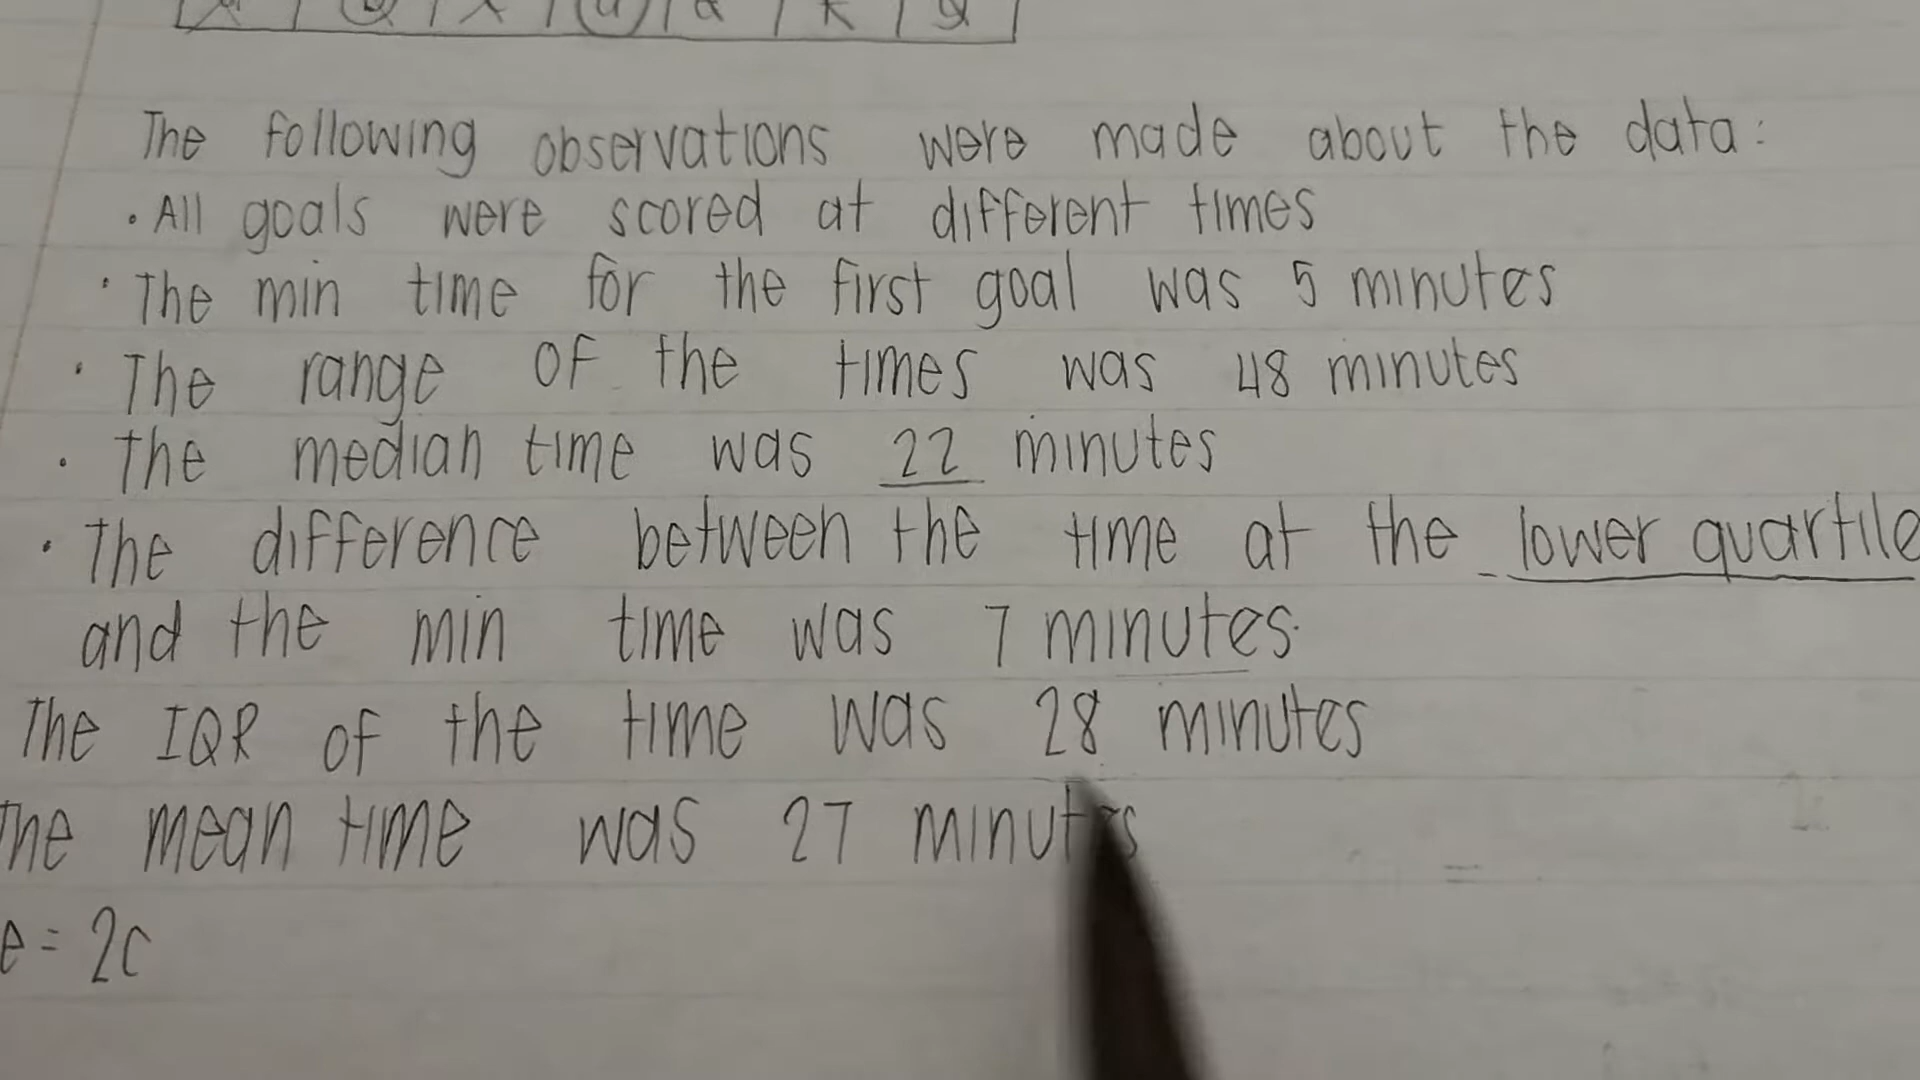 The following observations were made about the data:
· All goals were scored at different times
· The min time for the first goal was 5 minutes
· The range of the times was 48 minutes
· The median time was 22 minutes
· The difference between the time at the lower quartile
and the min time was 7 minutes.
The IQR of the time was 28 minutes
The mean time was 27 minutes
e = 2c